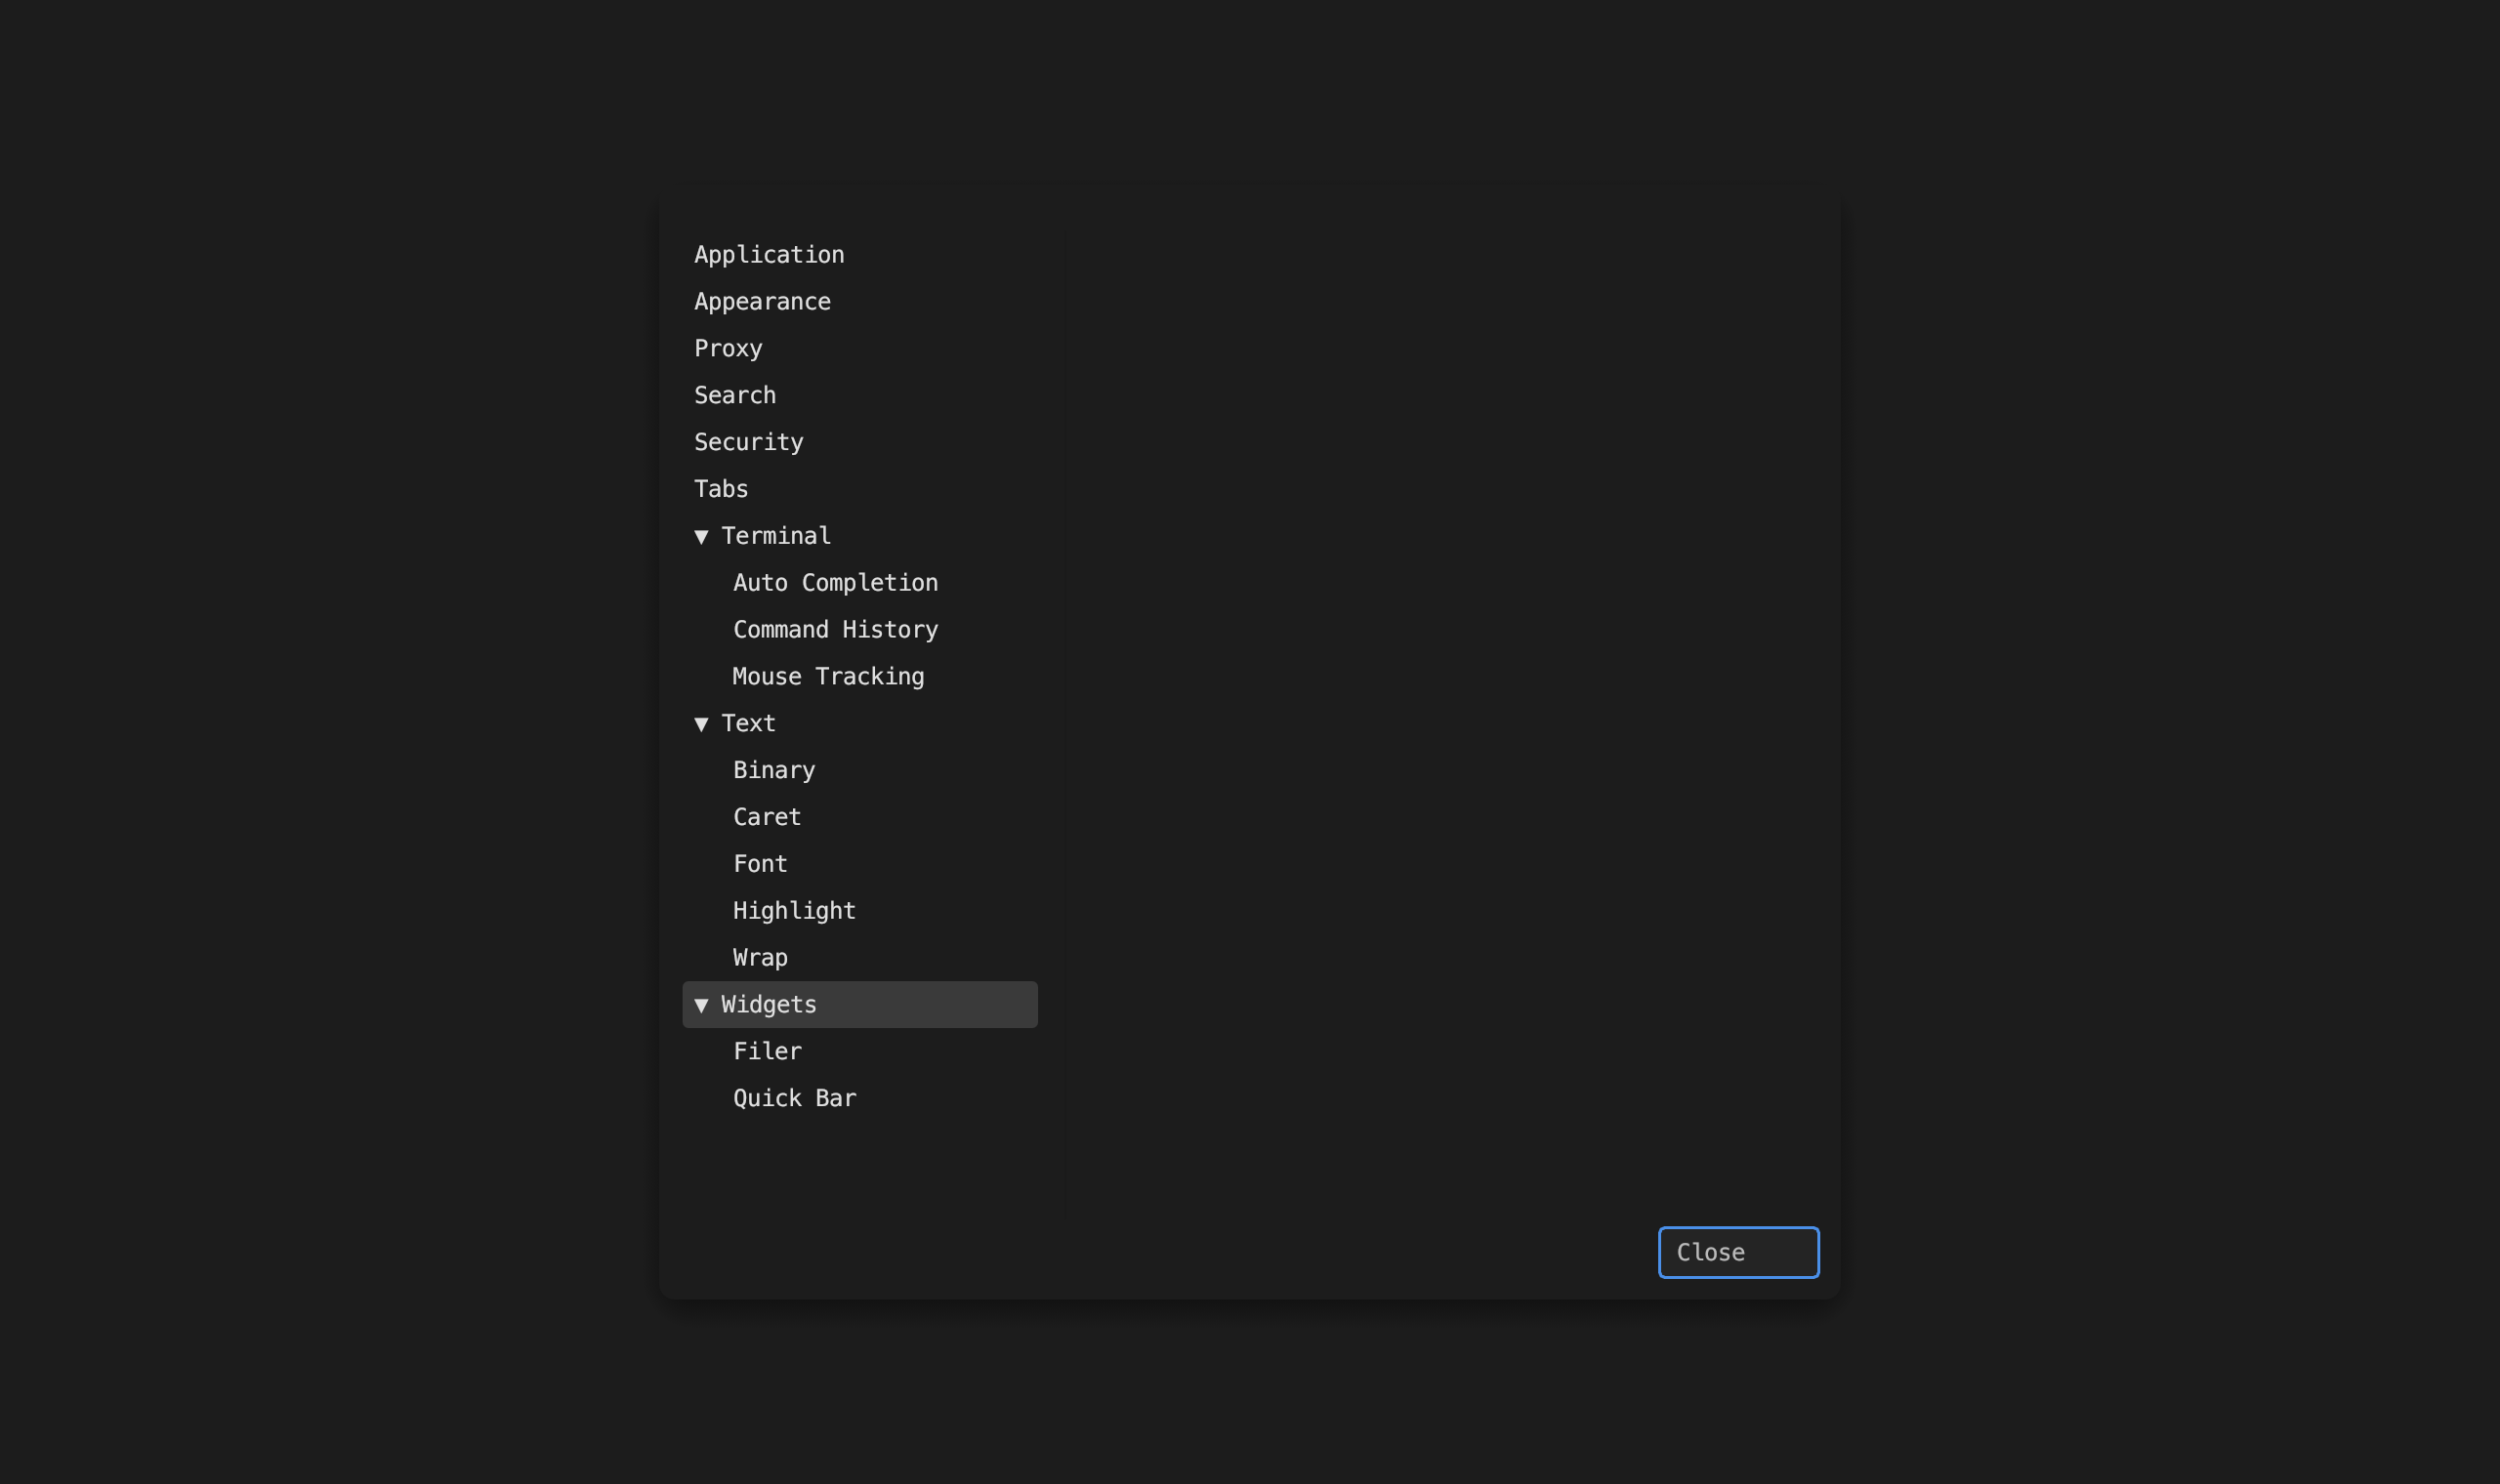 Application
Appearance
Proxy
Search
Security
Tabs
▼ Terminal
Auto Completion
Command History
Mouse Tracking
▼ Text
Binary
Caret
Font
Highlight
Wrap
▼ Widgets
Filer
Quick Bar
Close